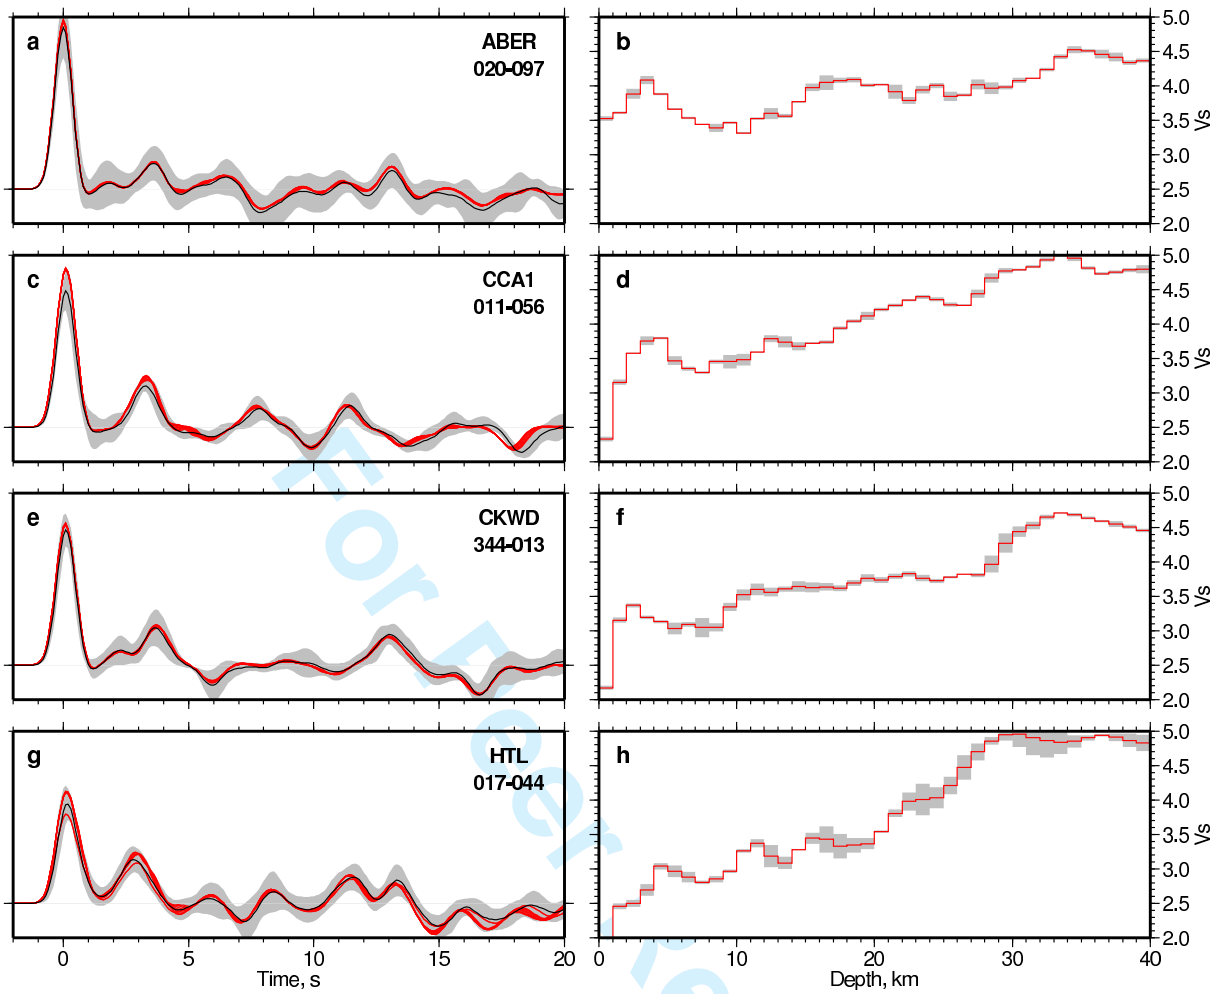 a
ABER
020-097
b
5.0
4.5
4.0
3.5
3.0
2.5
2.0
Vs
c
CCA1
011-056
d
5.0
4.5
4.0
3.5
3.0
2.5
2.0
Vs
e
CKWD
344-013
f
5.0
4.5
4.0
3.5
3.0
2.5
2.0
Vs
g
HTL
017-044
h
5.0
4.5
4.0
3.5
3.0
2.5
2.0
Vs
0 5 10 15 20
Time, s
0 10 20 30 40
Depth, km
For Peer Re